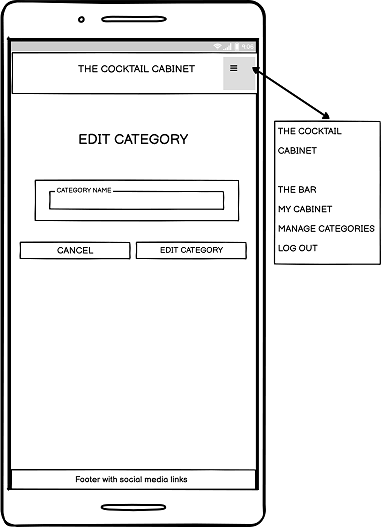 9:06
THE COCKTAIL CABINET
EDIT CATEGORY
CATEGORY NAME
CANCEL
EDIT CATEGORY
Footer with social media links
THE COCKTAIL
CABINET
THE BAR
MY CABINET
MANAGE CATEGORIES
LOG OUT